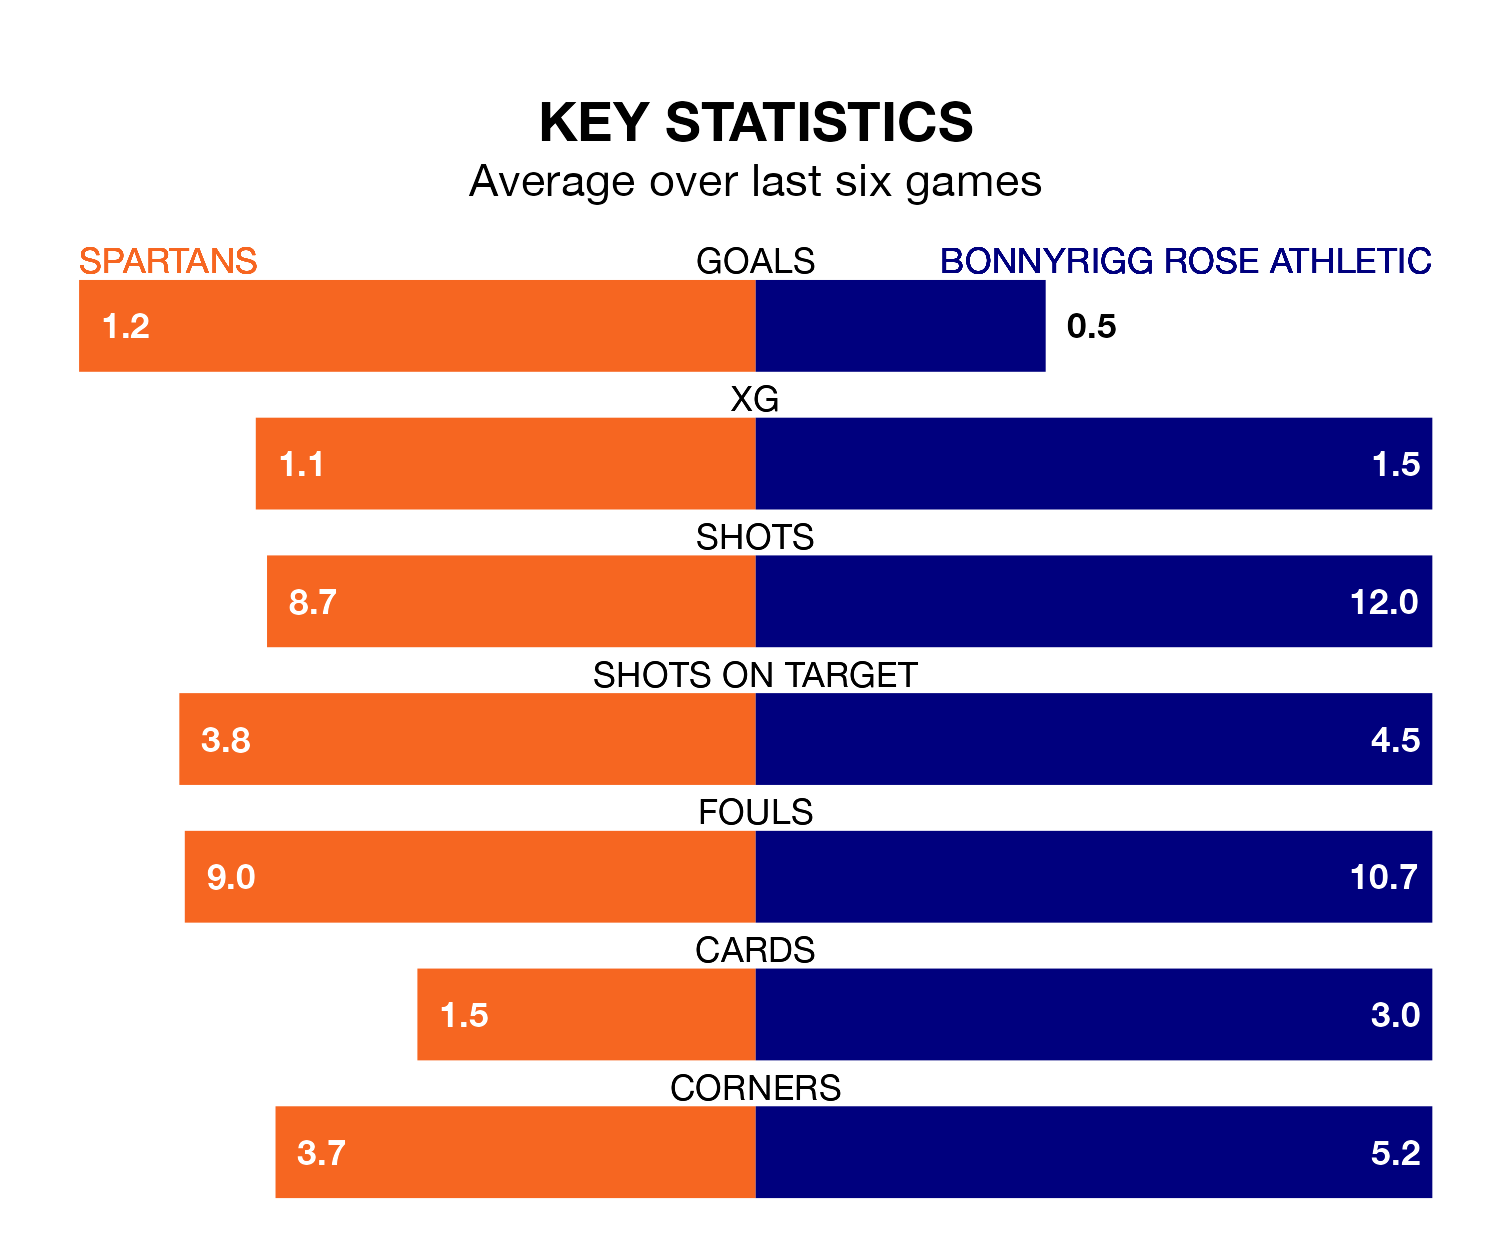 KEY STATISTICS
Average over last six games
SPARTANS GOALS BONNYRIGG ROSE ATHLETIC
1.2 0.5
XG
1.1 1.5
SHOTS
8.7 12.0
SHOTS ON TARGET
3.8 4.5
FOULS
9.0 10.7
CARDS
1.5 3.0
CORNERS
3.7 5.2